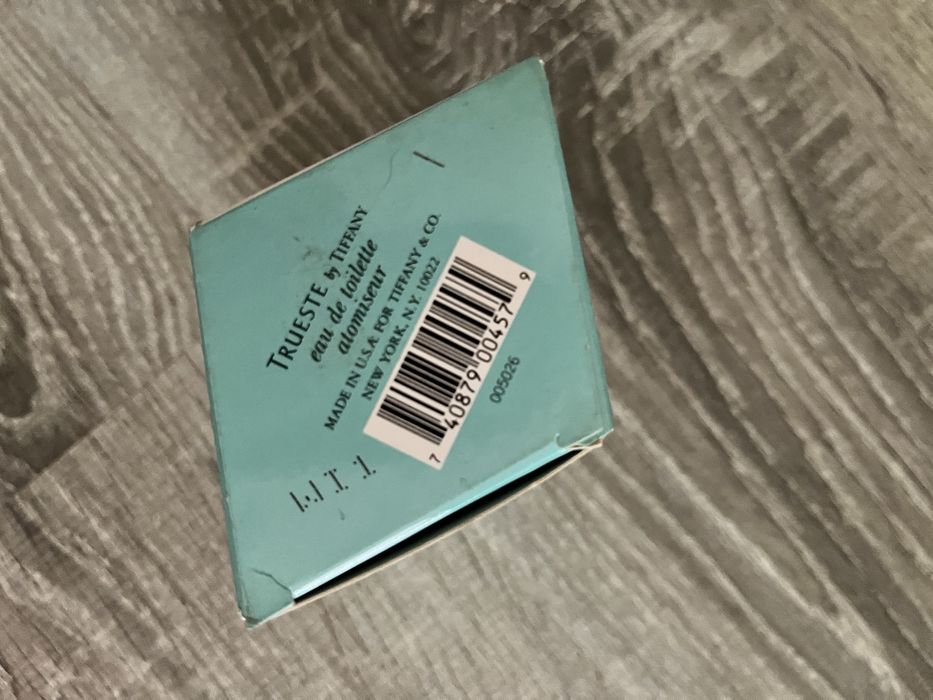 TRUESTE by TIFFANY
eau de toilette
atomiseur
MADE IN U.S.A. FOR TIFFANY & CO.
NEW YORK, N.Y. 10022
7 40879 00457 9
005026